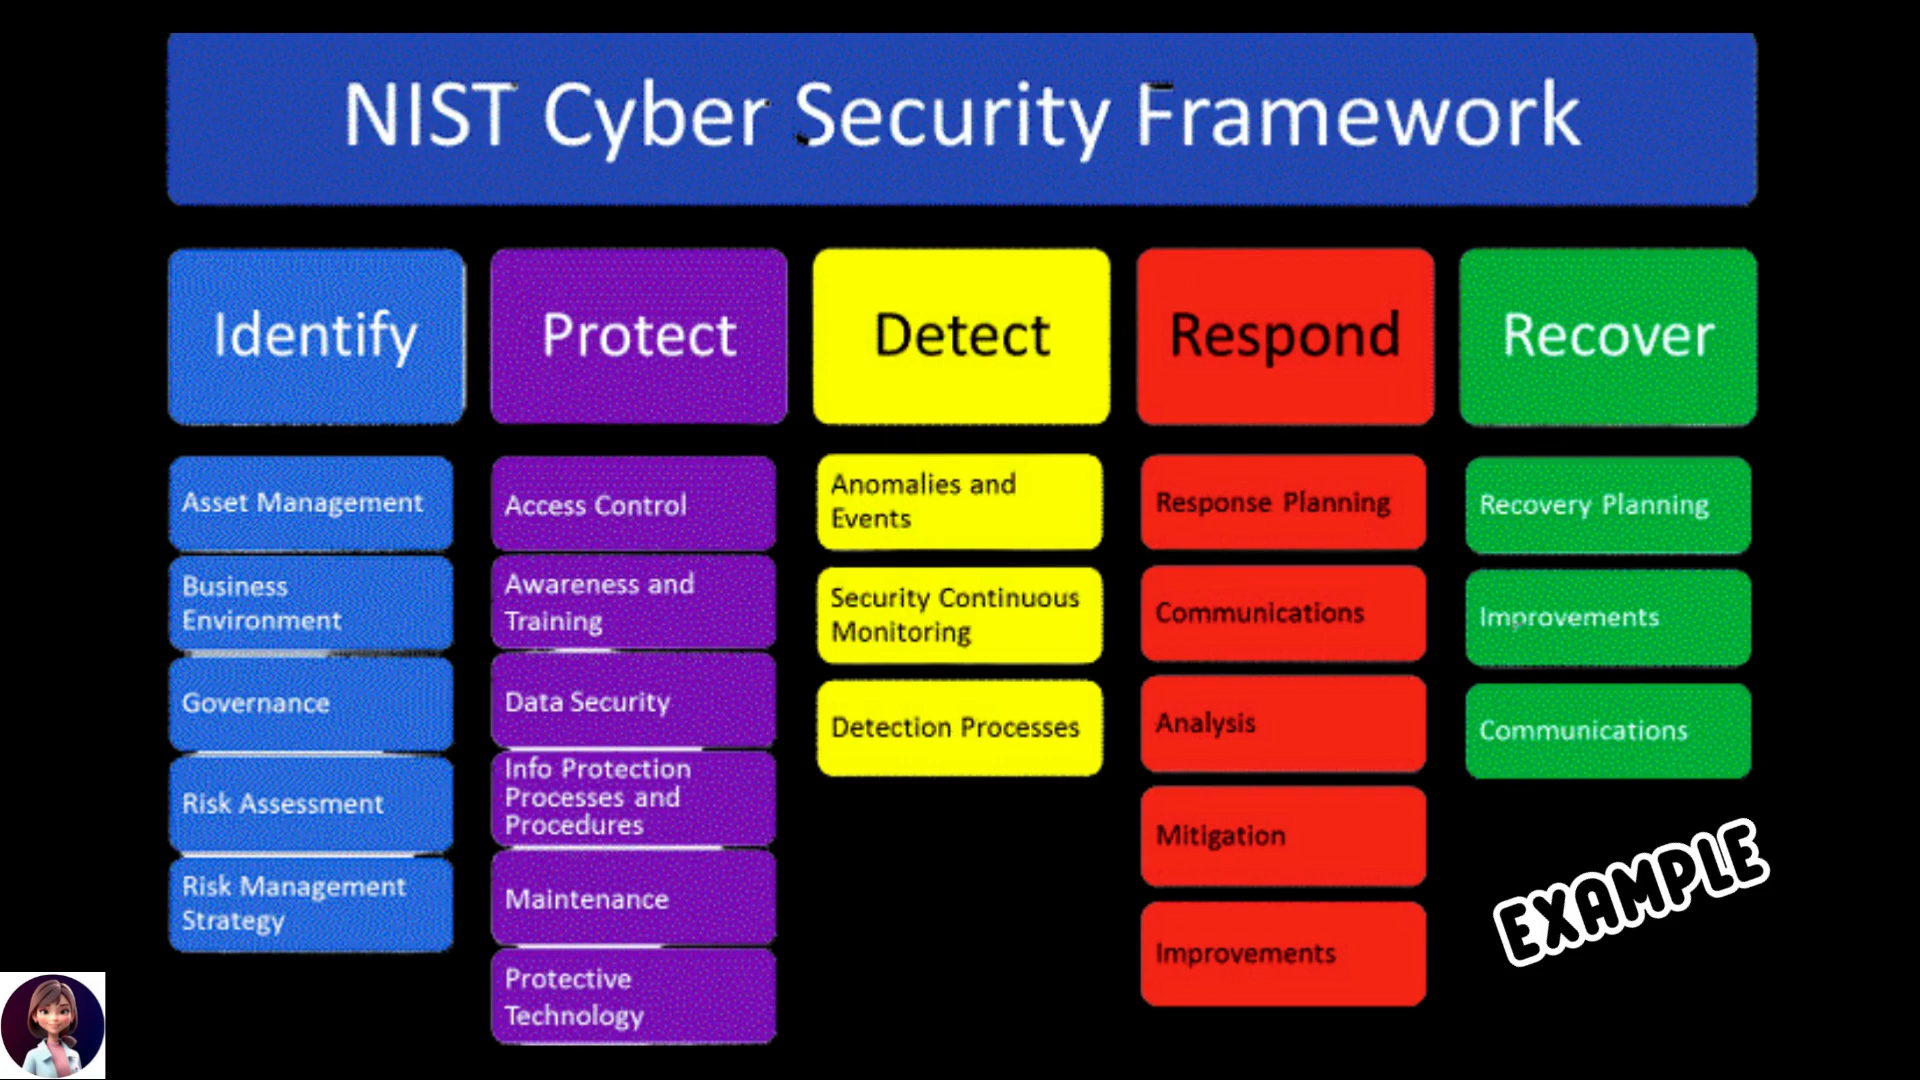 NIST Cyber Security Framework
Identify
Asset Management
Business
Environment
Governance
Risk Assessment
Risk Management
Strategy
Protect
Access Control
Awareness and
Training
Data Security
Info Protection
Processes and
Procedures
Maintenance
Protective
Technology
Detect
Anomalies and
Events
Security Continuous
Monitoring
Detection Processes
Respond
Response Planning
Communications
Analysis
Mitigation
Improvements
Recover
Recovery Planning
Improvements
Communications
EXAMPLE